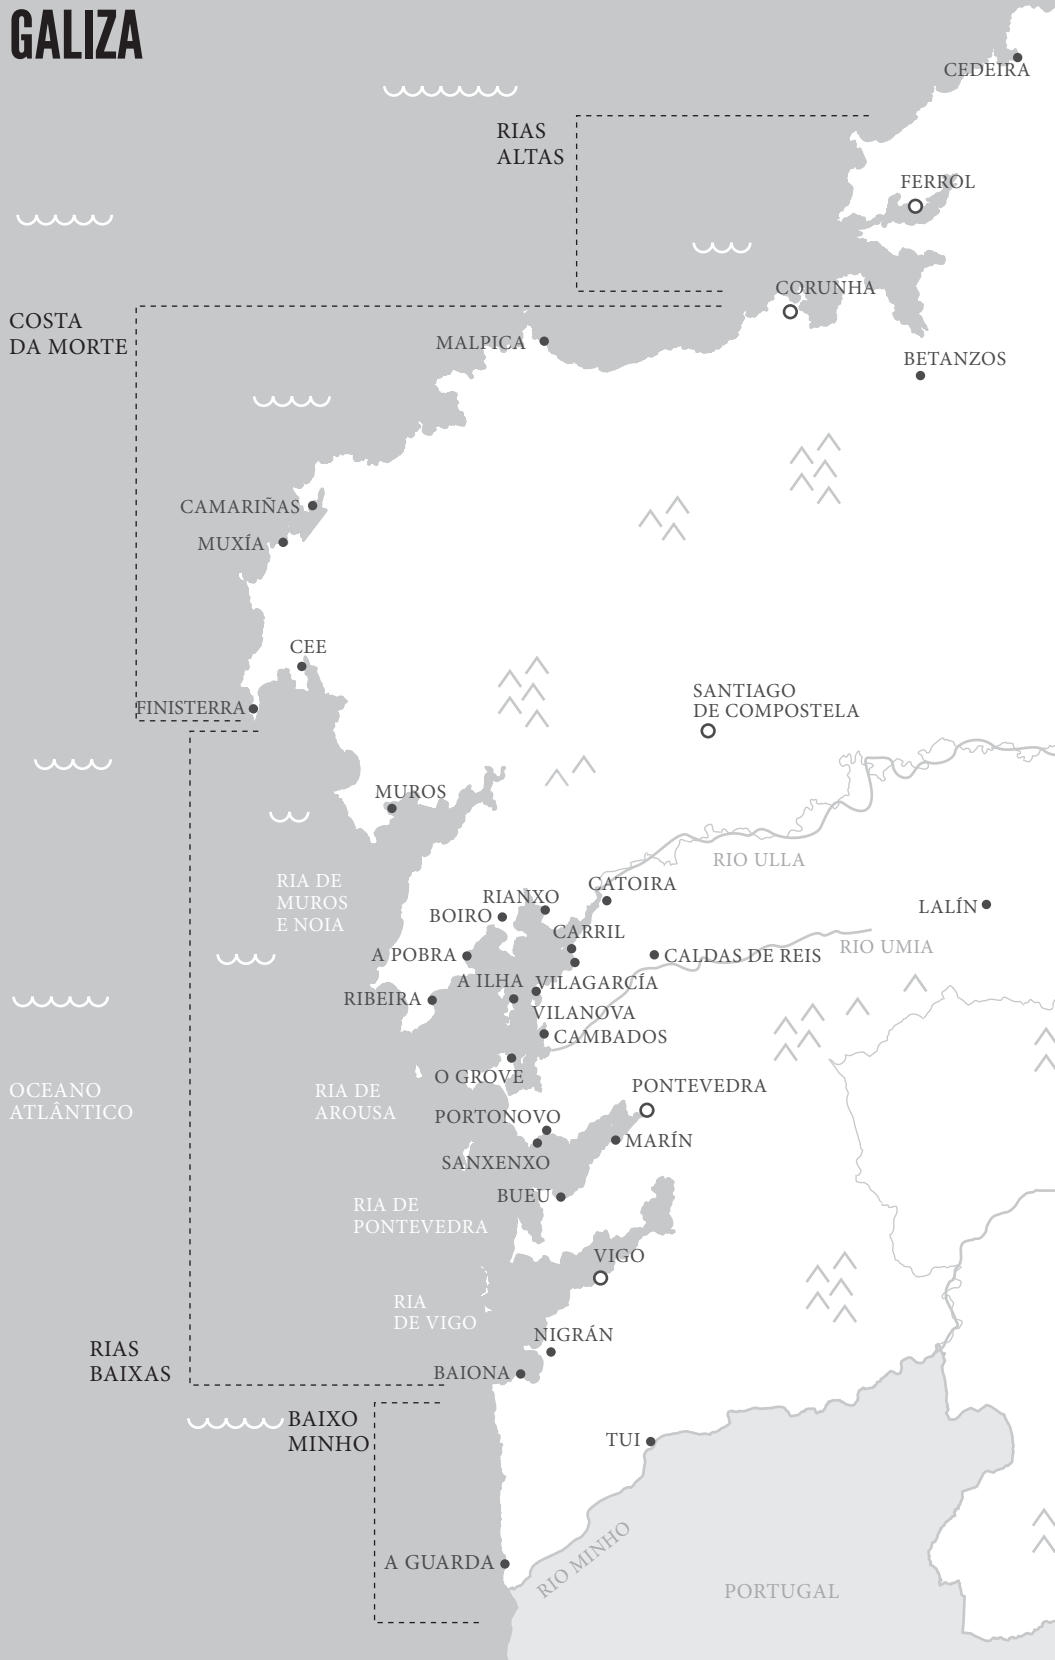 GALIZA
CEDEIRA
RIAS
ALTAS
FERROL
CORUNHA
COSTA
DA MORTE
MALPICA
BETANZOS
CAMARIÑAS
MUXÍA
CEE
FINISTERRA
SANTIAGO
DE COMPOSTELA
MUROS
RIO ULLA
RIA DE
MUROS
E NOIA
CATOIRA
RIANXO
BOIRO
LALÍN
CARRIL
RIO UMIA
A POBRA
CALDAS DE REIS
A ILHA
VILAGARCÍA
RIBEIRA
VILANOVA
CAMBADOS
O GROVE
OCEANO
ATLÂNTICO
RIA DE
AROUSA
PONTEVEDRA
PORTONOVO
MARÍN
SANXENXO
BUEU
RIA DE
PONTEVEDRA
VIGO
RIA
DE VIGO
NIGRÁN
RIAS
BAIXAS
BAIONA
BAIXO
MINHO
TUI
A GUARDA
RIO MINHO
PORTUGAL